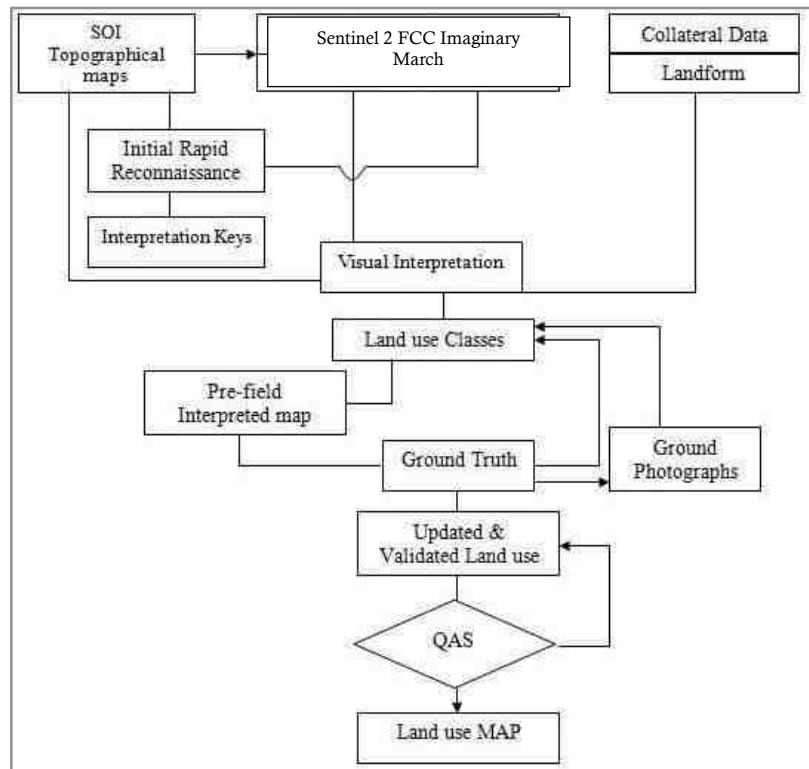 SOI
Topographical
maps
Sentinel 2 FCC Imaginary
March
Collateral Data
Landform
Initial Rapid
Reconnaissance
Interpretation Keys
Visual Interpretation
Land use Classes
Pre-field
Interpreted map
Ground Truth
Ground
Photographs
Updated &
Validated Land use
QAS
Land use MAP